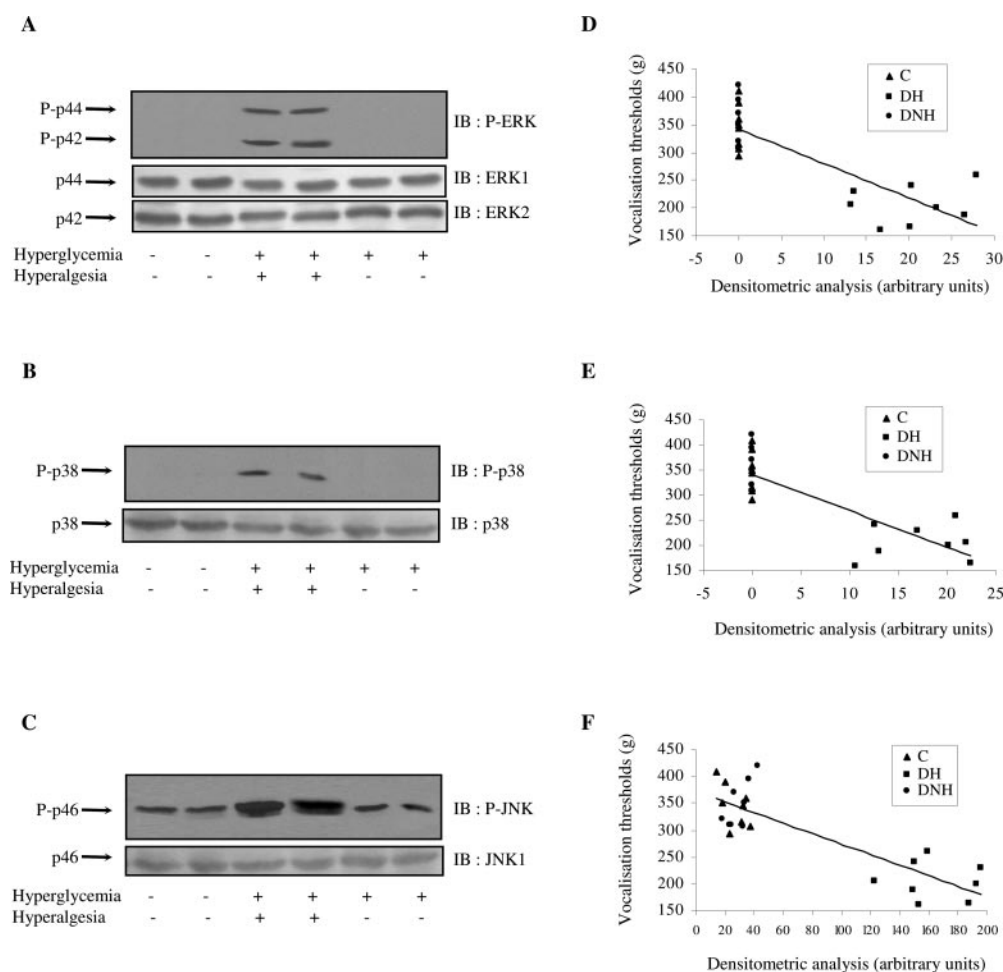 A
P-p44
P-p42
IB : P-ERK
p44
IB : ERK1
p42
IB : ERK2
Hyperglycemia - - + + + +
Hyperalgesia - - + + - -
D
Vocalisation thresholds (g)
450
400
350
300
250
200
150
-5 0 5 10 15 20 25 30
Densitometric analysis (arbitrary units)
C
DH
DNH
B
P-p38
IB : P-p38
p38
IB : p38
Hyperglycemia - - + + + +
Hyperalgesia - - + + - -
E
Vocalisation thresholds (g)
450
400
350
300
250
200
150
-5 0 5 10 15 20 25
Densitometric analysis (arbitrary units)
C
DH
DNH
C
P-p46
IB : P-JNK
p46
IB : JNK1
Hyperglycemia - - + + + +
Hyperalgesia - - + + - -
F
Vocalisation thresholds (g)
450
400
350
300
250
200
150
0 20 40 60 80 100 120 140 160 180 200
Densitometric analysis (arbitrary units)
C
DH
DNH